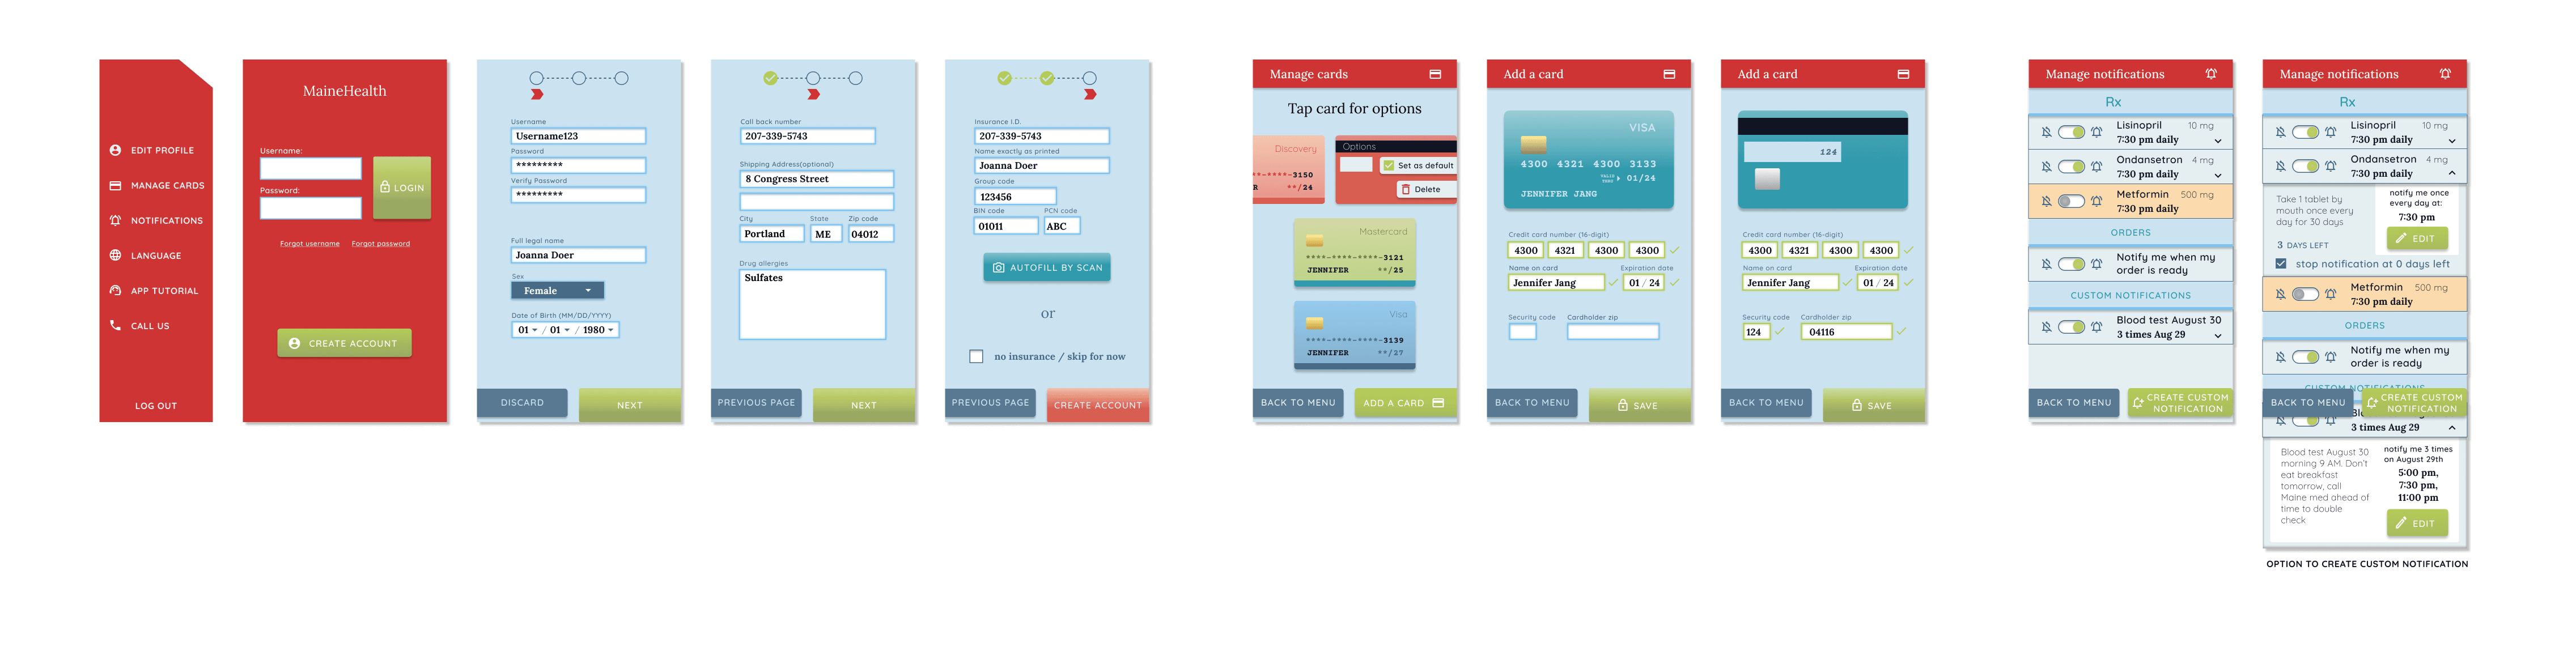 EDIT PROFILE
MANAGE CARDS
NOTIFICATIONS
LANGUAGE
APP TUTORIAL
CALL US
LOG OUT
MaineHealth
Username:
Password:
LOGIN
Forgot username Forgot password
CREATE ACCOUNT
Username
Username123
Password
*********
Verify Password
*********
Full legal name
Joanna Doer
Sex
Female
Date of Birth (MM/DD/YYYY)
01 / 01 / 1980
DISCARD NEXT
Call back number
207-339-5743
Shipping Address(optional)
8 Congress Street
City State Zip code
Portland ME 04012
Drug allergies
Sulfates
PREVIOUS PAGE NEXT
Insurance I.D.
207-339-5743
Name exactly as printed
Joanna Doer
Group code
123456
BIN code PCN code
01011 ABC
AUTOFILL BY SCAN
or
no insurance / skip for now
PREVIOUS PAGE CREATE ACCOUNT
Manage cards
Tap card for options
Discovery
**-****-3150
R **/24
Options
Set as default
Delete
Mastercard
****-****-****-3121
JENNIFER **/25
Visa
****-****-****-3139
JENNIFER **/27
BACK TO MENU ADD A CARD
Add a card
VISA
4300 4321 4300 3133
VALID THRU 01/24
JENNIFER JANG
Credit card number (16-digit)
4300 4321 4300 4300
Name on card Expiration date
Jennifer Jang 01 / 24
Security code Cardholder zip
BACK TO MENU SAVE
Add a card
124
Credit card number (16-digit)
4300 4321 4300 4300
Name on card Expiration date
Jennifer Jang 01 / 24
Security code Cardholder zip
124 04116
BACK TO MENU SAVE
Manage notifications
Rx
Lisinopril 10 mg
7:30 pm daily
Ondansetron 4 mg
7:30 pm daily
Metformin 500 mg
7:30 pm daily
ORDERS
Notify me when my
order is ready
CUSTOM NOTIFICATIONS
Blood test August 30
3 times Aug 29
BACK TO MENU CREATE CUSTOM
NOTIFICATION
Manage notifications
Rx
Lisinopril 10 mg
7:30 pm daily
Ondansetron 4 mg
7:30 pm daily
Take 1 tablet by
mouth once every
day for 30 days
3 DAYS LEFT
notify me once
every day at:
7:30 pm
EDIT
stop notification at 0 days left
Metformin 500 mg
7:30 pm daily
ORDERS
Notify me when my
order is ready
CUSTOM NOTIFICATIONS
BACK TO MENU CREATE CUSTOM
NOTIFICATION
3 times Aug 29
Blood test August 30
morning 9 AM. Don't
eat breakfast
tomorrow, call
Maine med ahead of
time to double
check
notify me 3 times
on August 29th
5:00 pm,
7:30 pm,
11:00 pm
EDIT
OPTION TO CREATE CUSTOM NOTIFICATION